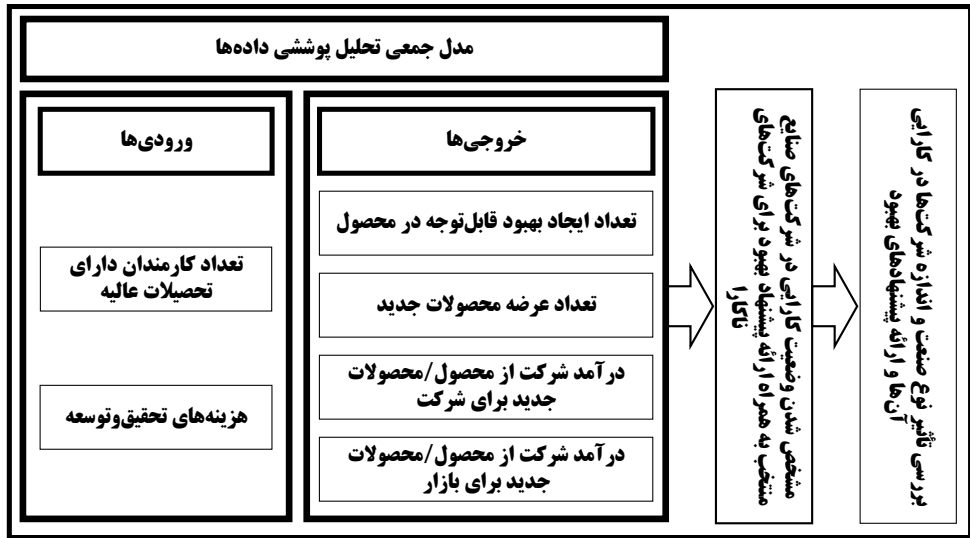 مدل جمعی تحلیل پوششی داده‌ها
ورودی‌ها
تعداد کارمندان دارای
تحصیلات عالیه
هزینه‌های تحقیق‌وتوسعه
خروجی‌ها
تعداد ایجاد بهبود قابل‌توجه در محصول
تعداد عرضه محصولات جدید
درآمد شرکت از محصول/محصولات
جدید برای شرکت
درآمد شرکت از محصول/محصولات
جدید برای بازار
مشخص شدن وضعیت کارایی در شرکت‌های صنایع
منتخب به همراه ارائه پیشنهاد بهبود برای شرکت‌های
ناکارا
بررسی تأثیر نوع صنعت و اندازه شرکت‌ها در کارایی
آن‌ها و ارائه پیشنهادهای بهبود